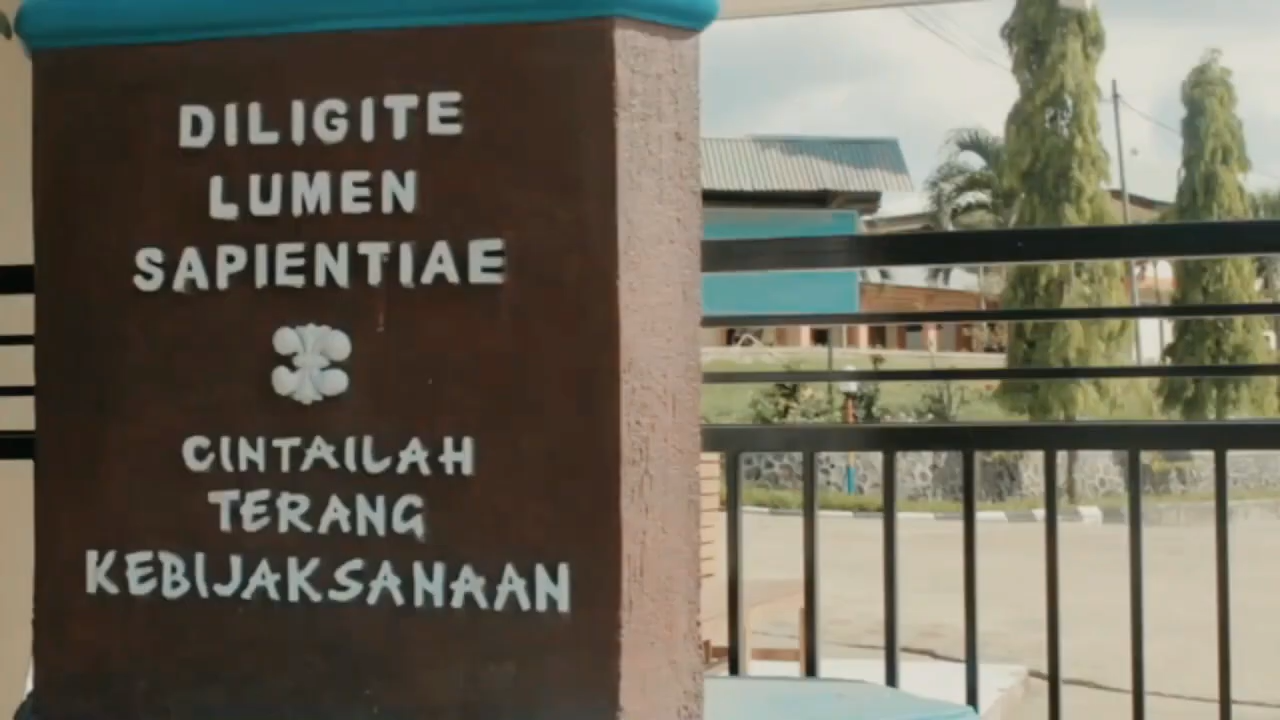 DILIGITE
LUMEN
SAPIENTIAE
CINTAILAH
TERANG
KEBIJAKSANAAN